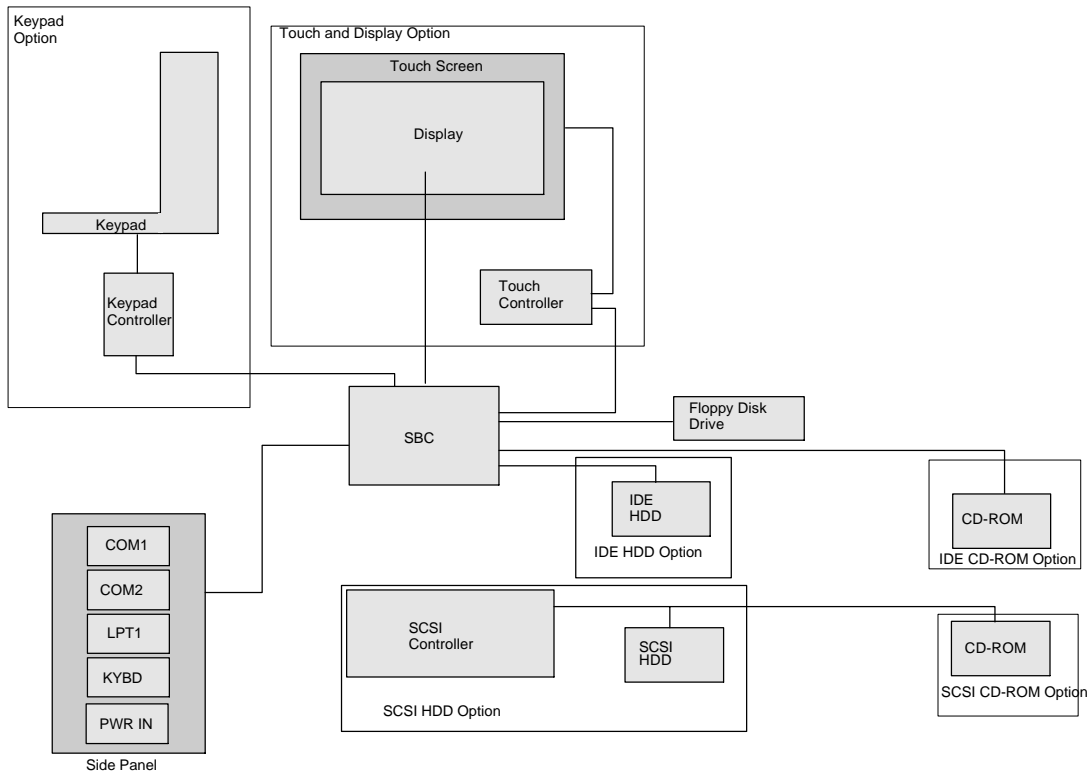 Keypad
Option
Touch and Display Option
Touch Screen
Display
Keypad
Touch
Controller
Keypad
Controller
Floppy Disk
Drive
SBC
IDE
HDD
IDE HDD Option
CD-ROM
IDE CD-ROM Option
COM1
COM2
LPT1
KYBD
PWR IN
Side Panel
SCSI
Controller
SCSI
HDD
SCSI HDD Option
CD-ROM
SCSI CD-ROM Option